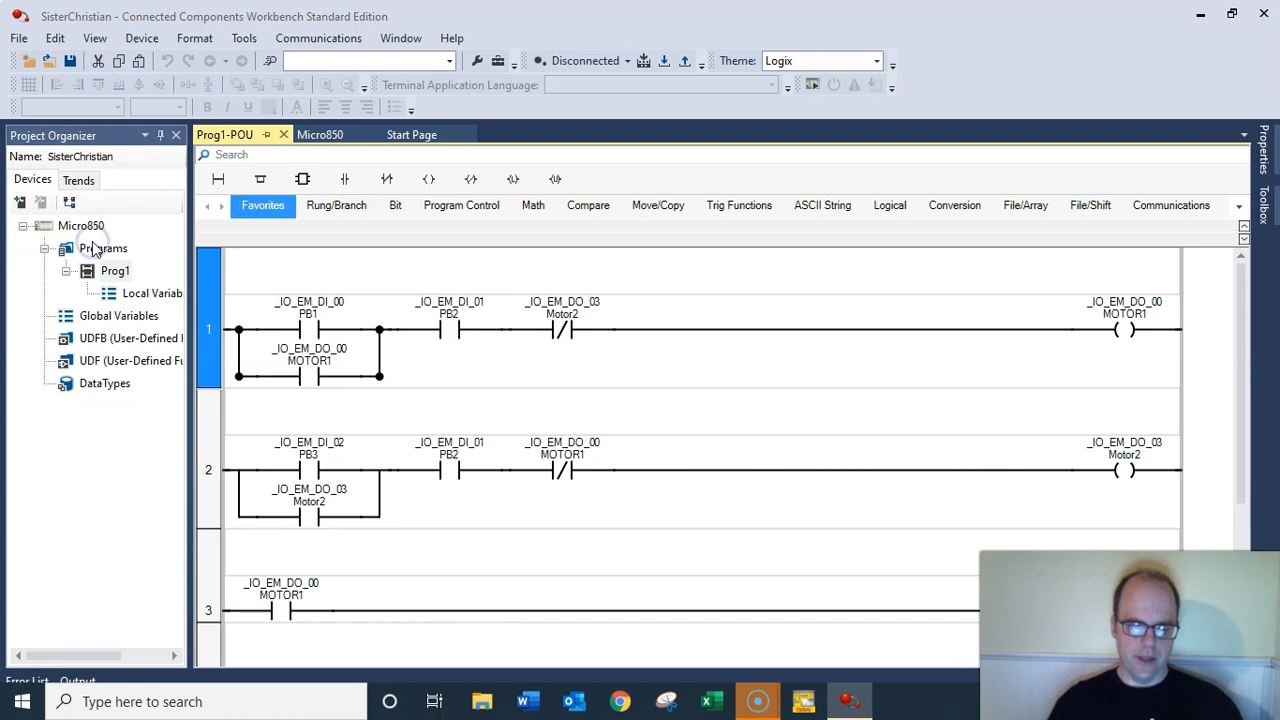 SisterChristian - Connected Components Workbench Standard Edition
File Edit View Device Format Tools Communications Window Help
Disconnected Theme: Logix
Terminal Application Language:
Project Organizer
Prog1-POU Micro850 Start Page
Name: SisterChristian
Search
Devices Trends
Favorites Rung/Branch Bit Program Control Math Compare Move/Copy Trig Functions ASCII String Logical Conversion File/Array File/Shift Communications
Micro850
Programs
Prog1
Local Variab
Global Variables
UDFB (User-Defined
UDF (User-Defined Fu
DataTypes
_IO_EM_DI_00 _IO_EM_DI_01 _IO_EM_DO_03 _IO_EM_DO_00
PB1 PB2 Motor2 MOTOR1
1
_IO_EM_DO_00
MOTOR1
_IO_EM_DI_02 _IO_EM_DI_01 _IO_EM_DO_00 _IO_EM_DO_03
PB3 PB2 MOTOR1 Motor2
2
_IO_EM_DO_03
Motor2
_IO_EM_DO_00
MOTOR1
3
Properties
Toolbox
Error List Output
Type here to search